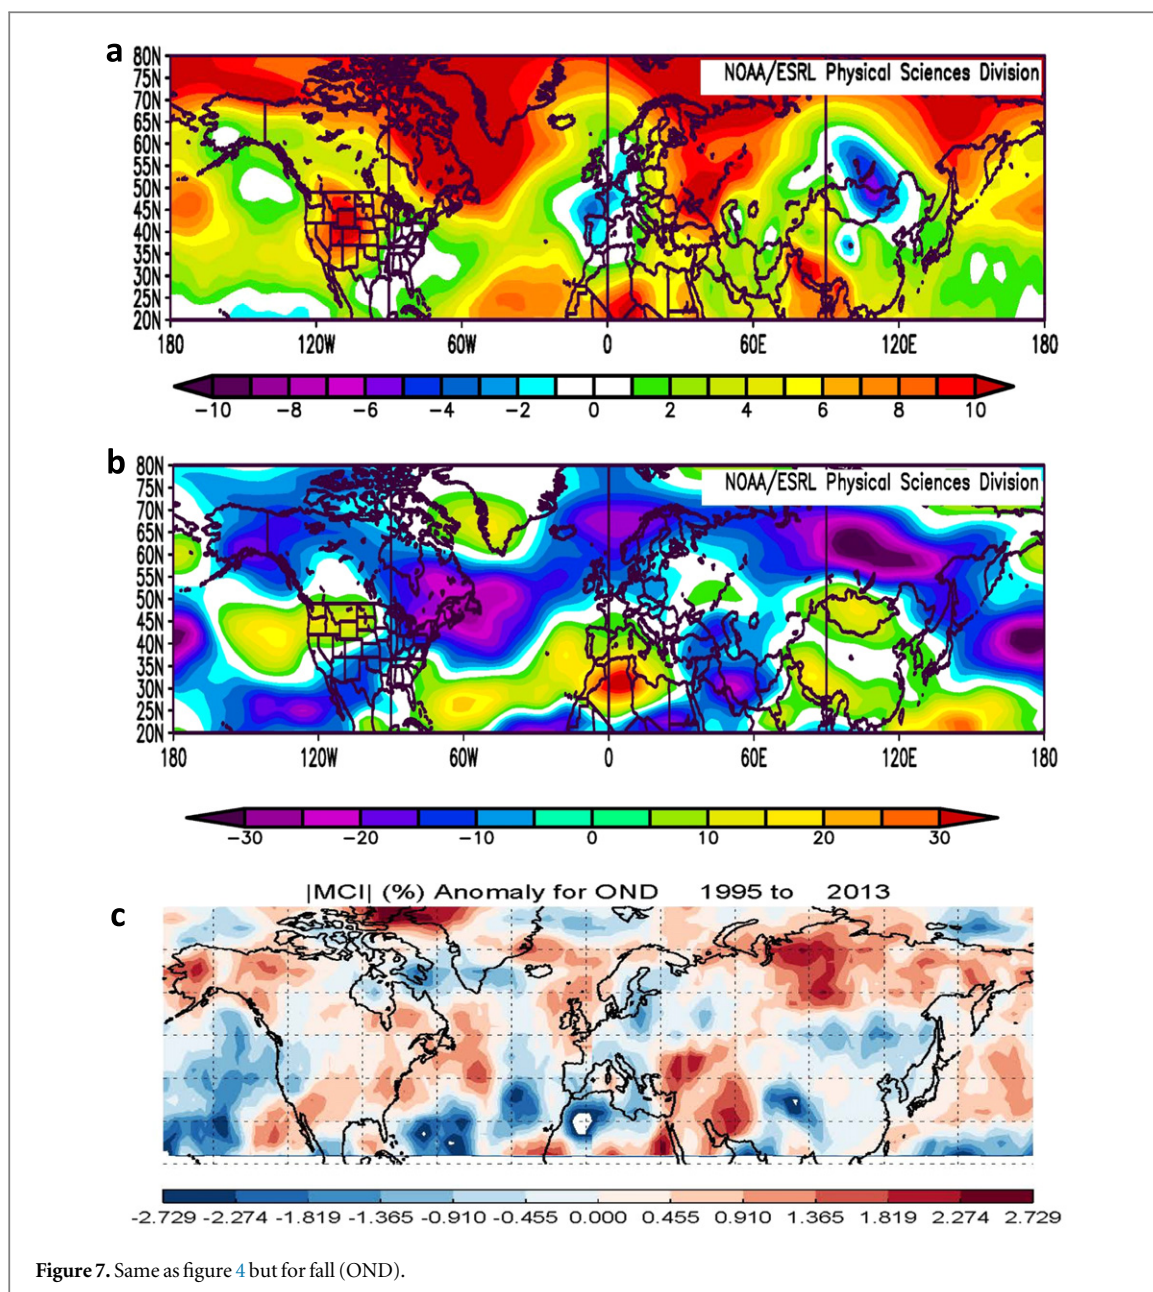 a
80N
75N
70N
65N
60N
55N
50N
45N
40N
35N
30N
25N
20N
NOAA/ESRL Physical Sciences Division
180 120W 60W 0 60E 120E 180
-10 -8 -6 -4 -2 0 2 4 6 8 10
b
80N
75N
70N
65N
60N
55N
50N
45N
40N
35N
30N
25N
20N
NOAA/ESRL Physical Sciences Division
180 120W 60W 0 60E 120E 180
-30 -20 -10 0 10 20 30
|MCI| (%) Anomaly for OND 1995 to 2013
c
-2.729 -2.274 -1.819 -1.365 -0.910 -0.455 0.000 0.455 0.910 1.365 1.819 2.274 2.729
Figure 7. Same as figure 4 but for fall (OND).